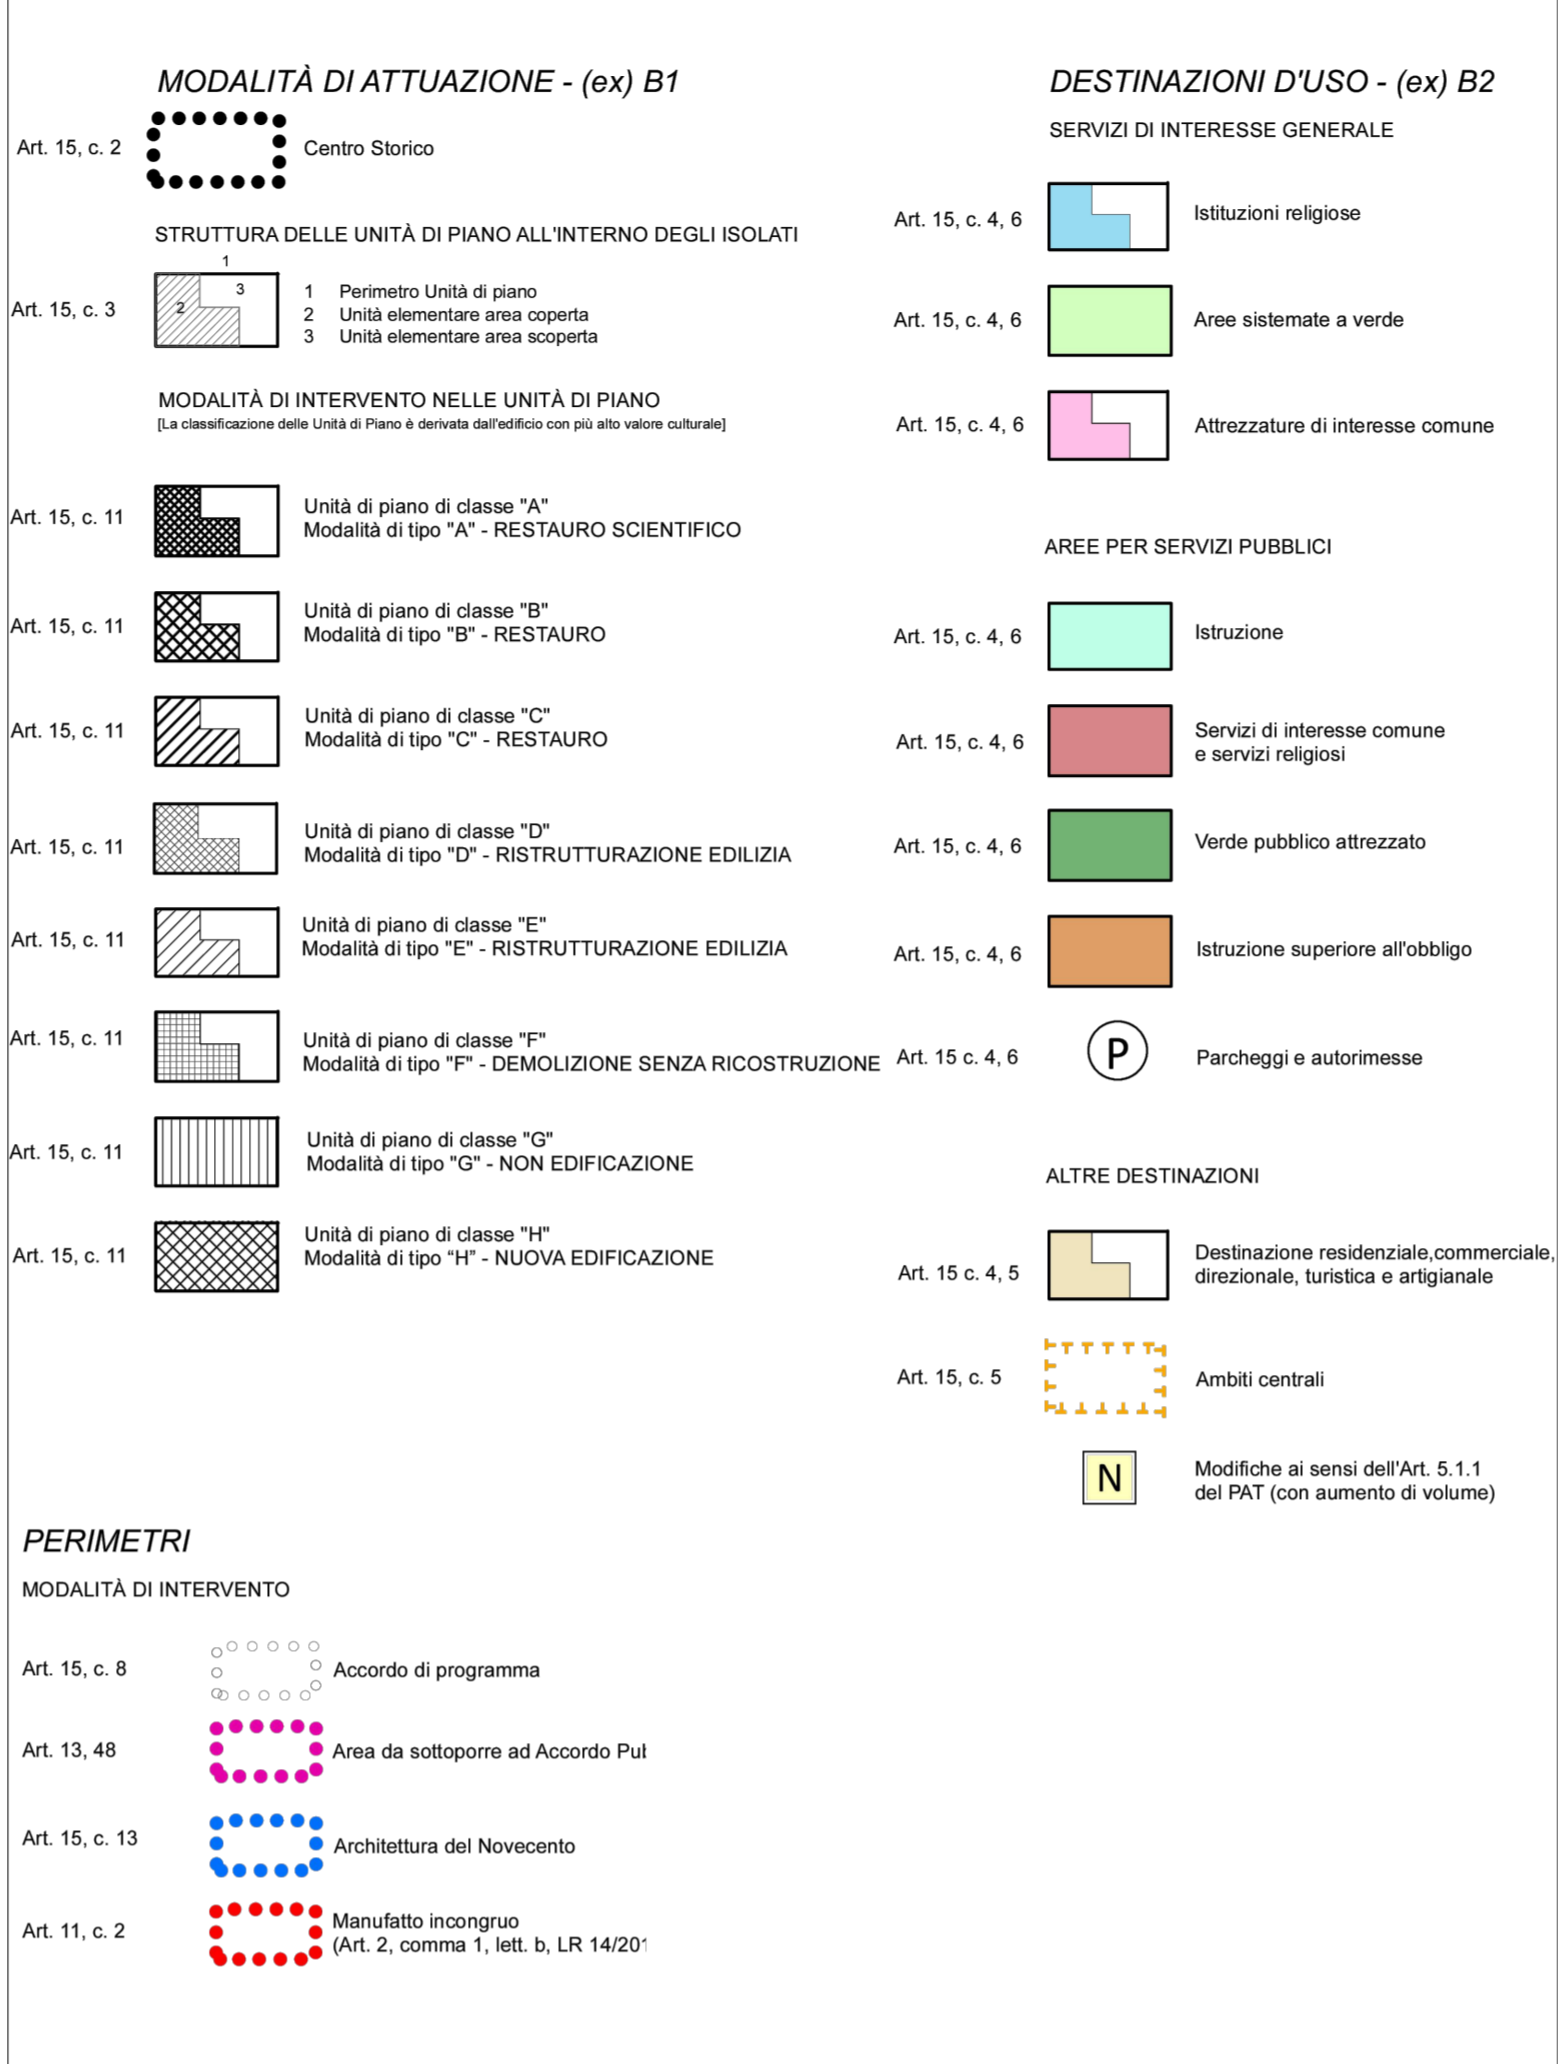 MODALITÀ DI ATTUAZIONE - (ex) B1
Art. 15, c. 2 Centro Storico
STRUTTURA DELLE UNITÀ DI PIANO ALL'INTERNO DEGLI ISOLATI
1
3
2
Art. 15, c. 3
1 Perimetro Unità di piano
2 Unità elementare area coperta
3 Unità elementare area scoperta
MODALITÀ DI INTERVENTO NELLE UNITÀ DI PIANO
[La classificazione delle Unità di Piano è derivata dall'edificio con più alto valore culturale]
Art. 15, c. 11
Unità di piano di classe "A"
Modalità di tipo "A" - RESTAURO SCIENTIFICO
Art. 15, c. 11
Unità di piano di classe "B"
Modalità di tipo "B" - RESTAURO
Art. 15, c. 11
Unità di piano di classe "C"
Modalità di tipo "C" - RESTAURO
Art. 15, c. 11
Unità di piano di classe "D"
Modalità di tipo "D" - RISTRUTTURAZIONE EDILIZIA
Art. 15, c. 11
Unità di piano di classe "E"
Modalità di tipo "E" - RISTRUTTURAZIONE EDILIZIA
Art. 15, c. 11
Unità di piano di classe "F"
Modalità di tipo "F" - DEMOLIZIONE SENZA RICOSTRUZIONE
Art. 15, c. 11
Unità di piano di classe "G"
Modalità di tipo "G" - NON EDIFICAZIONE
Art. 15, c. 11
Unità di piano di classe "H"
Modalità di tipo “H” - NUOVA EDIFICAZIONE
DESTINAZIONI D'USO - (ex) B2
SERVIZI DI INTERESSE GENERALE
Art. 15, c. 4, 6 Istituzioni religiose
Art. 15, c. 4, 6 Aree sistemate a verde
Art. 15, c. 4, 6 Attrezzature di interesse comune
AREE PER SERVIZI PUBBLICI
Art. 15, c. 4, 6 Istruzione
Art. 15, c. 4, 6
Servizi di interesse comune
e servizi religiosi
Art. 15, c. 4, 6 Verde pubblico attrezzato
Art. 15, c. 4, 6 Istruzione superiore all'obbligo
Art. 15 c. 4, 6 P Parcheggi e autorimesse
ALTRE DESTINAZIONI
Art. 15 c. 4, 5
Destinazione residenziale,commerciale,
direzionale, turistica e artigianale
Art. 15, c. 5 Ambiti centrali
N
Modifiche ai sensi dell'Art. 5.1.1
del PAT (con aumento di volume)
PERIMETRI
MODALITÀ DI INTERVENTO
Art. 15, c. 8 Accordo di programma
Art. 13, 48 Area da sottoporre ad Accordo
Art. 15, c. 13 Architettura del Novecento
Art. 11, c. 2
Manufatto incongruo
(Art. 2, comma 1, lett. b, LR